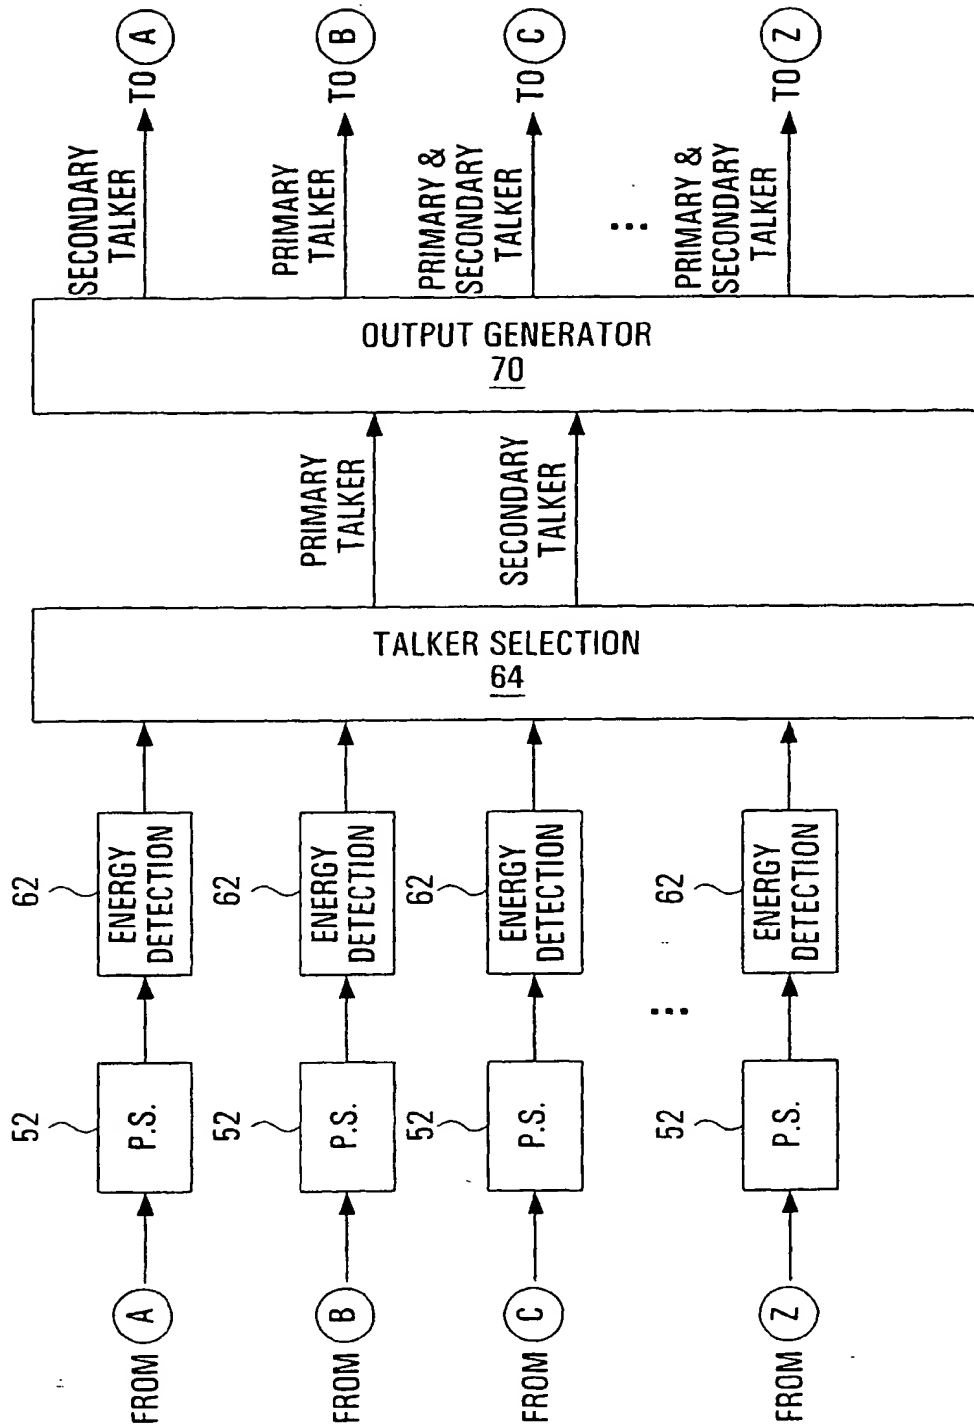 FROM A
52
P.S.
62
ENERGY
DETECTION
SECONDARY
TALKER
TO A
FROM B
52
P.S.
62
ENERGY
DETECTION
PRIMARY
TALKER
TO B
FROM C
52
P.S.
62
ENERGY
DETECTION
PRIMARY &
SECONDARY
TALKER
TO C
...
...
FROM Z
52
P.S.
62
ENERGY
DETECTION
PRIMARY &
SECONDARY
TALKER
TO Z
TALKER SELECTION
64
PRIMARY
TALKER
SECONDARY
TALKER
OUTPUT GENERATOR
70